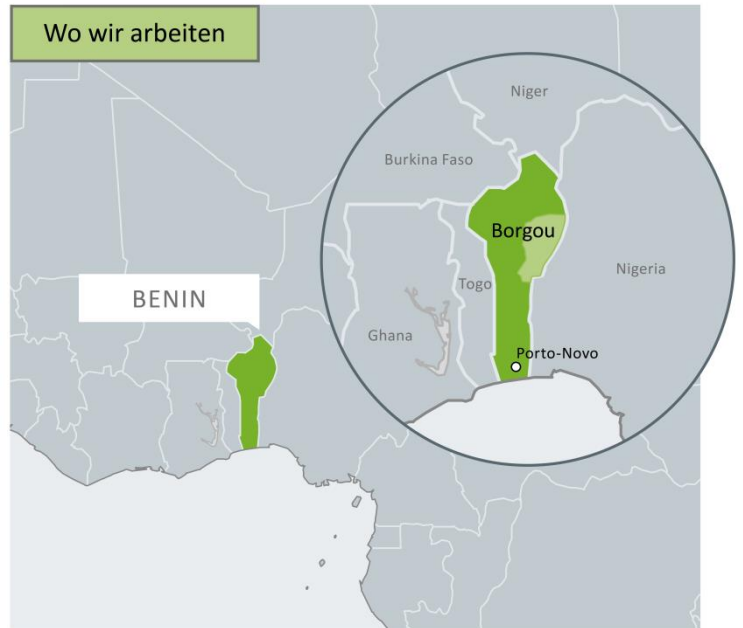 Wo wir arbeiten
Niger
Burkina Faso
Borgou
Nigeria
Togo
BENIN
Ghana
Porto-Novo